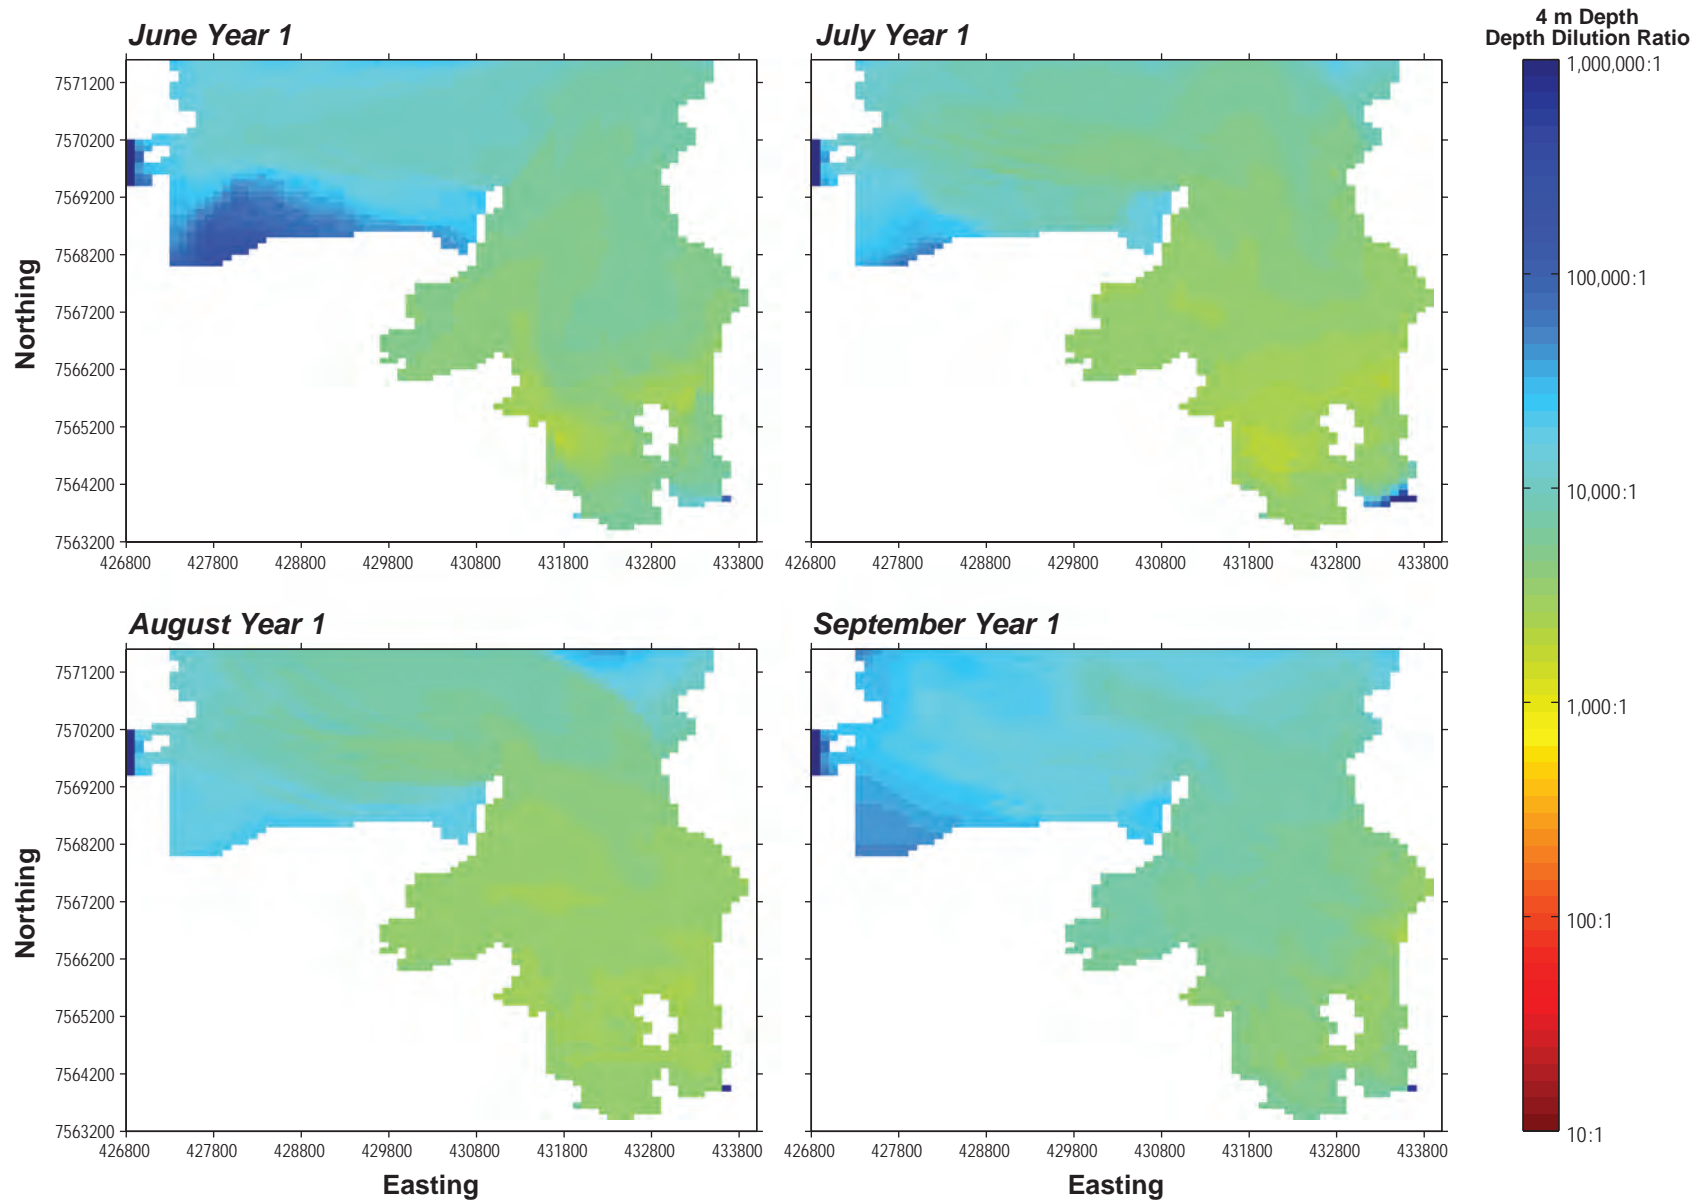 June Year 1
July Year 1
4 m Depth
Depth Dilution Ratio
7571200
7570200
7569200
7568200
7567200
7566200
7565200
7564200
7563200
Northing
426800 427800 428800 429800 430800 431800 432800 433800
426800 427800 428800 429800 430800 431800 432800 433800
1,000,000:1
100,000:1
10,000:1
1,000:1
100:1
10:1
August Year 1
September Year 1
7571200
7570200
7569200
7568200
7567200
7566200
7565200
7564200
7563200
Northing
426800 427800 428800 429800 430800 431800 432800 433800
426800 427800 428800 429800 430800 431800 432800 433800
Easting
Easting